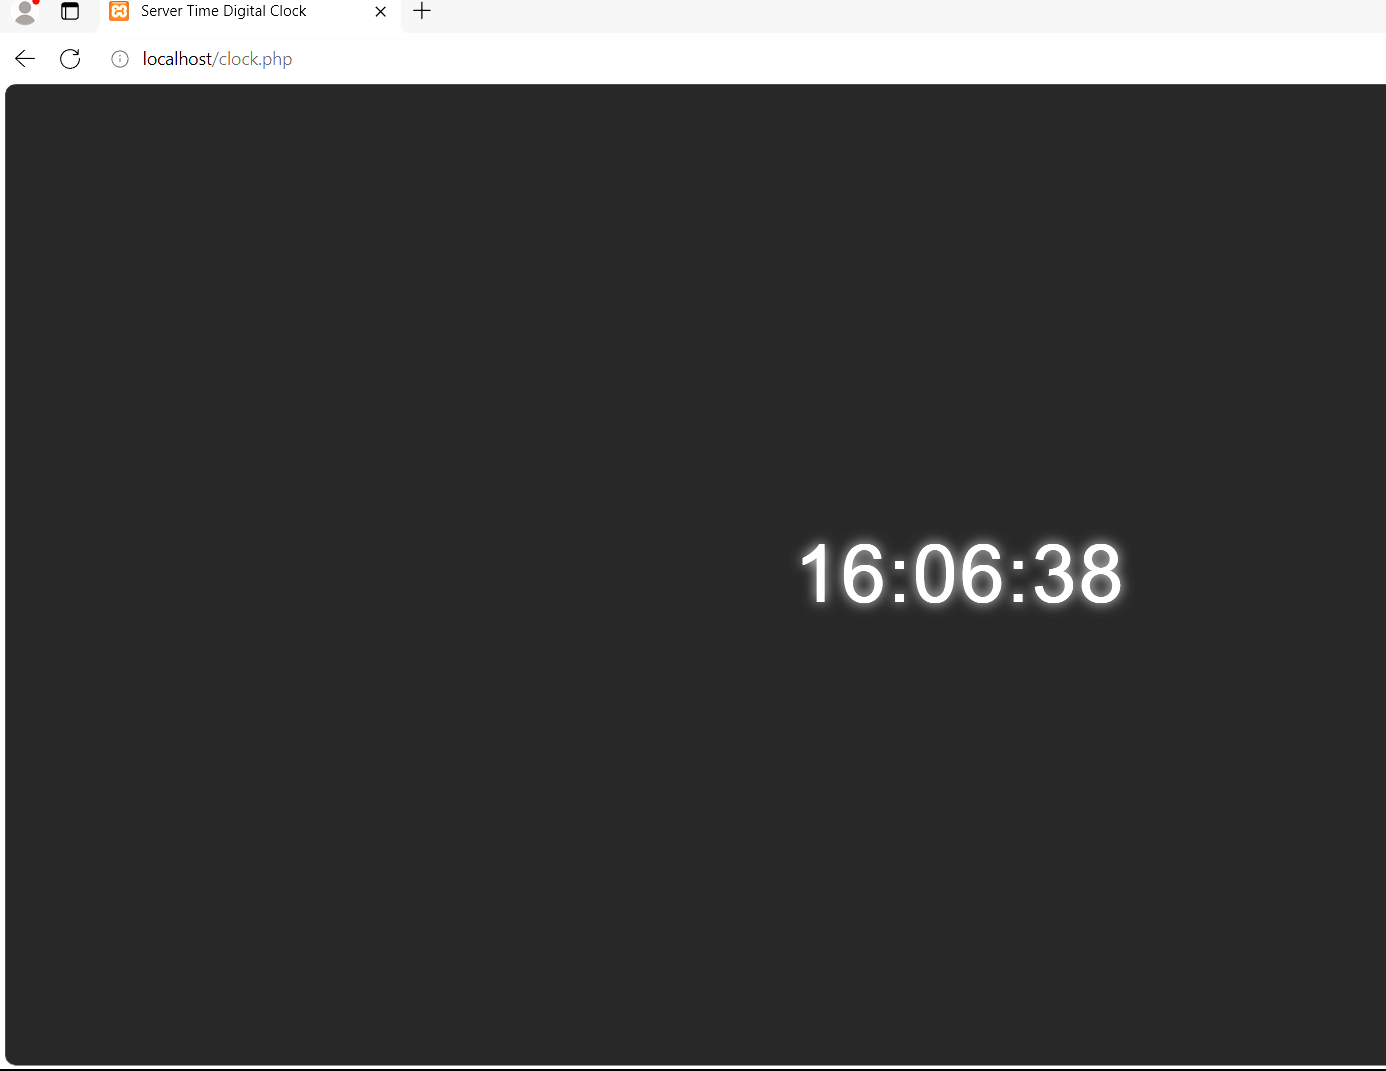 Server Time Digital Clock
localhost/clock.php
16:06:38